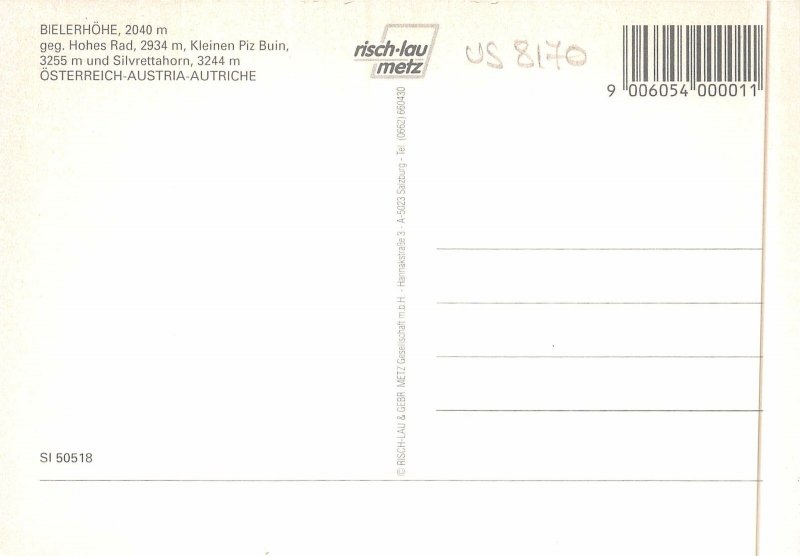 BIELERHÖHE, 2040 m
geg. Hohes Rad, 2934 m, Kleinen Piz Buin,
3255 m und Silvrettahorn, 3244 m
ÖSTERREICH-AUSTRIA-AUTRICHE
risch-lau
metz
US 8170
9 006054 000011
© RISCH-LAU & GEBR. METZ Gesellschaft m.b.H. - Hannakstraße 3 - A-5023 Salzburg - Tel. (0662) 660430
SI 50518